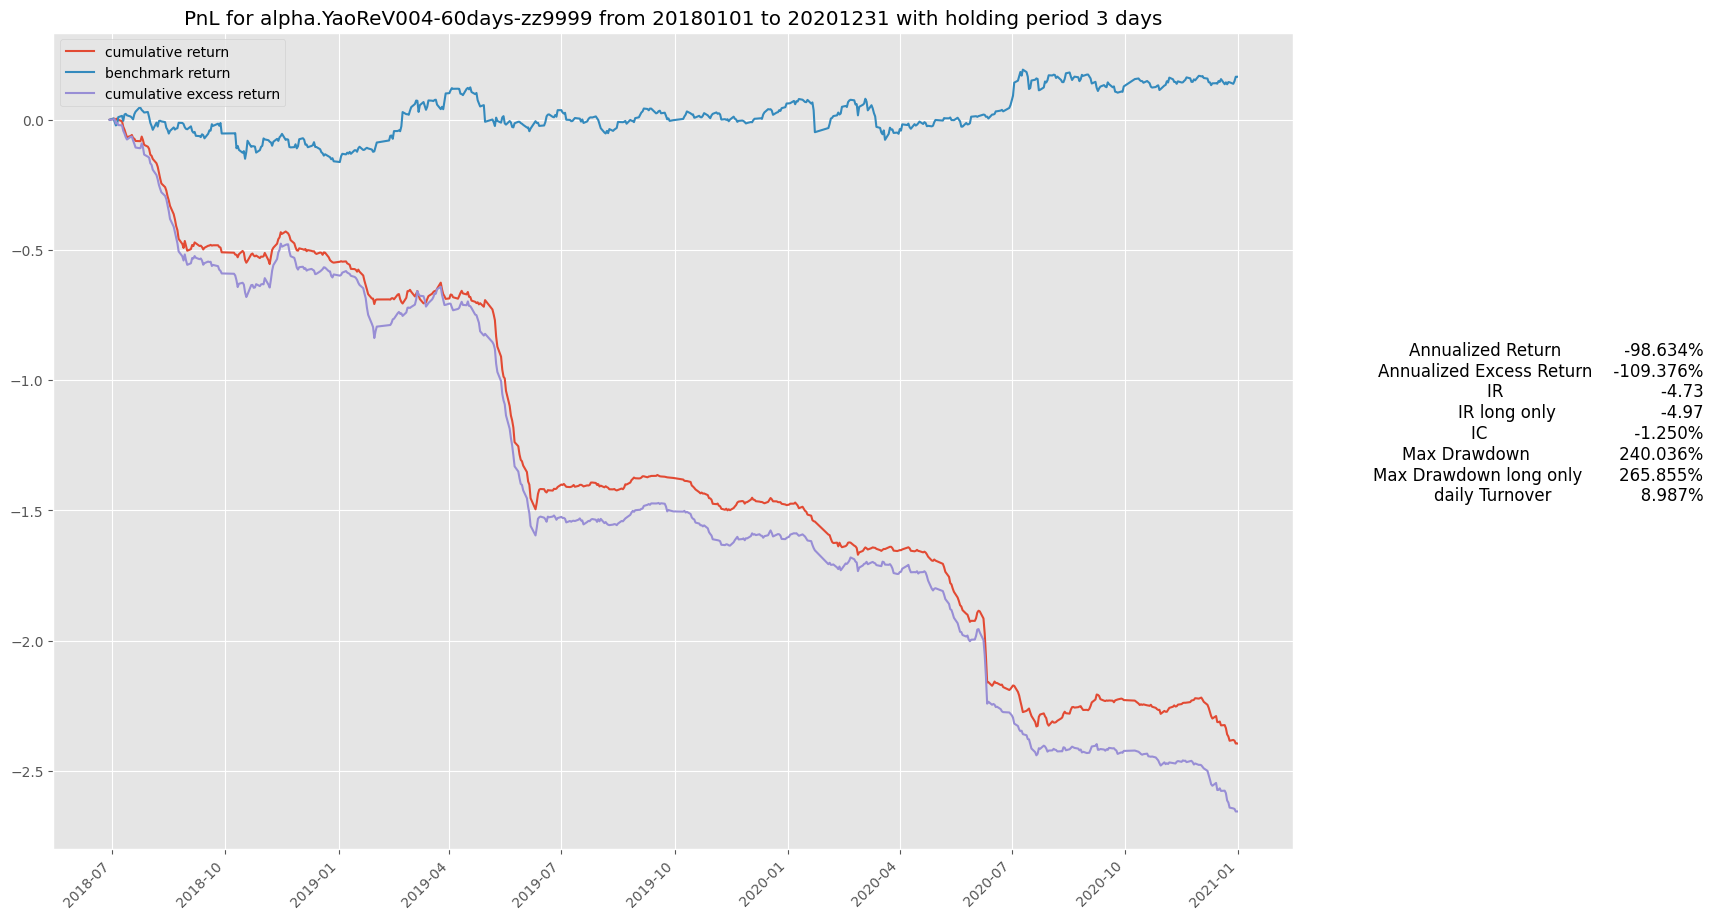 PnL for alpha.YaoReV004-60days-zz9999 from 20180101 to 20201231 with holding period 3 days
cumulative return
benchmark return
cumulative excess return
0.0
−0.5
−1.0
−1.5
−2.0
−2.5
2018-07
2018-10
2019-01
2019-04
2019-07
2019-10
2020-01
2020-04
2020-07
2020-10
2021-01
Annualized Return -98.634%
Annualized Excess Return -109.376%
IR -4.73
IR long only -4.97
IC -1.250%
Max Drawdown 240.036%
Max Drawdown long only 265.855%
daily Turnover 8.987%